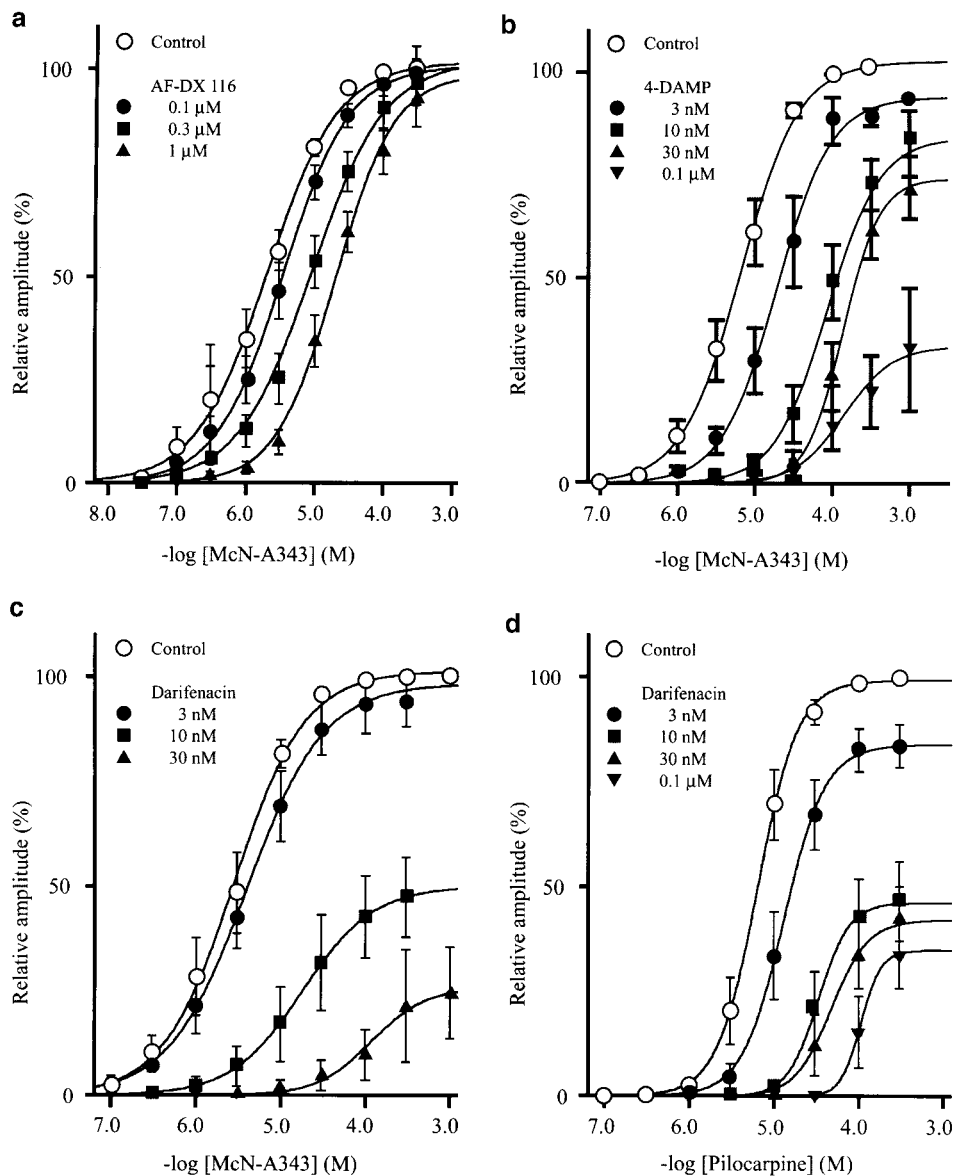 a
Control
AF-DX 116
0.1 µM
0.3 µM
1 µM
100
50
0
Relative amplitude (%)
8.0 7.0 6.0 5.0 4.0 3.0
-log [McN-A343] (M)
b
Control
4-DAMP
3 nM
10 nM
30 nM
0.1 µM
100
50
0
Relative amplitude (%)
7.0 6.0 5.0 4.0 3.0
-log [McN-A343] (M)
c
Control
Darifenacin
3 nM
10 nM
30 nM
100
50
0
Relative amplitude (%)
7.0 6.0 5.0 4.0 3.0
-log [McN-A343] (M)
d
Control
Darifenacin
3 nM
10 nM
30 nM
0.1 µM
100
50
0
Relative amplitude (%)
7.0 6.0 5.0 4.0 3.0
-log [Pilocarpine] (M)